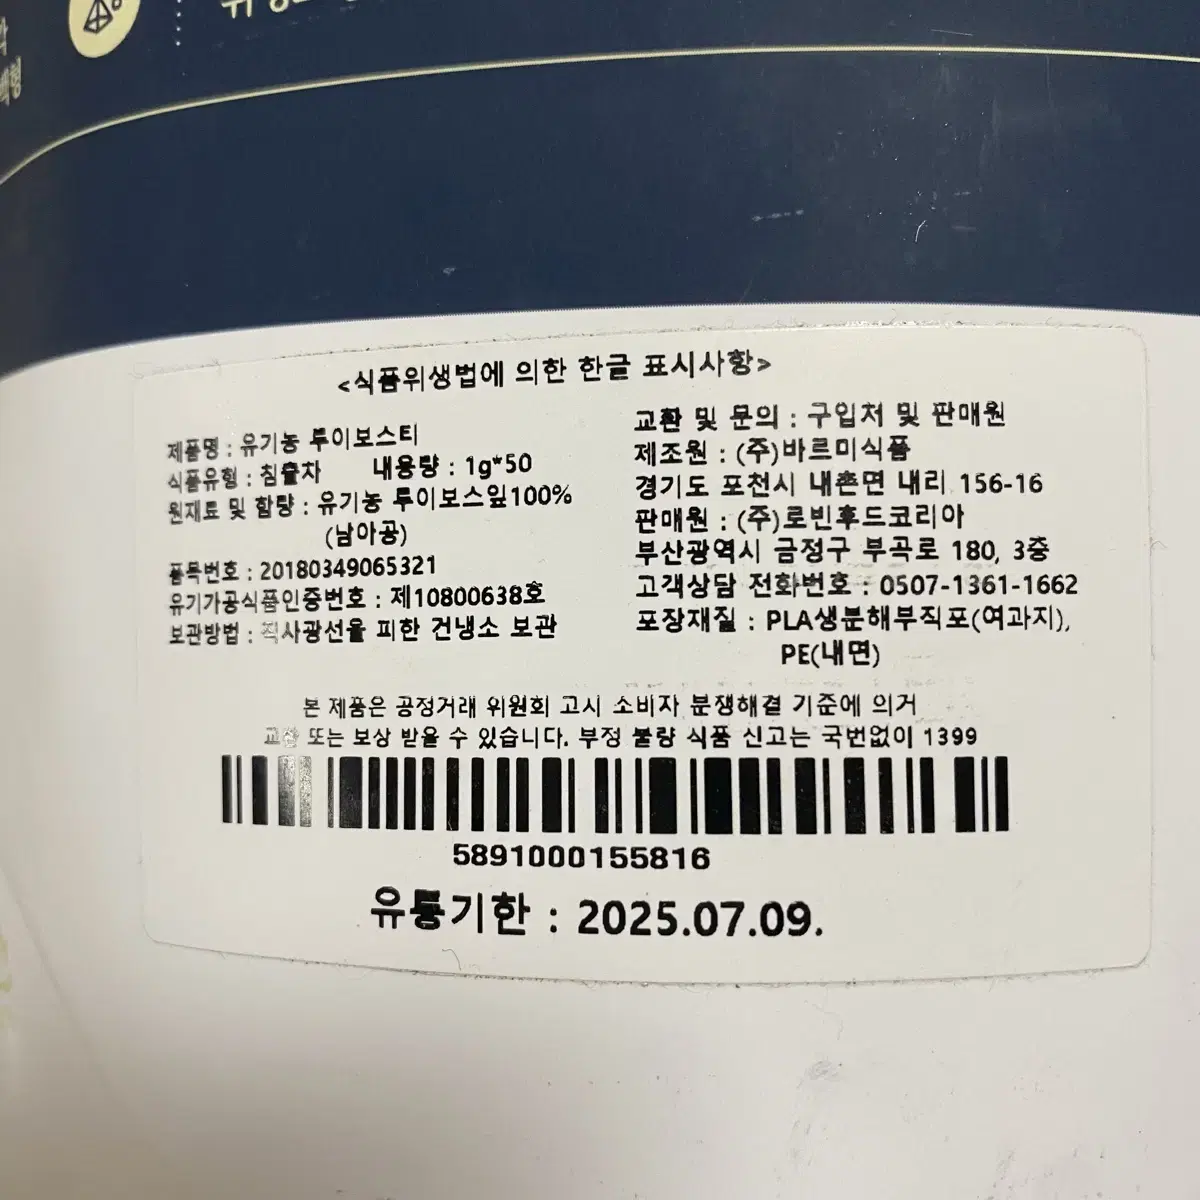 <식품위생법에 의한 한글 표시사항>
제품명 : 유기농 루이보스티
식품유형 : 침출차 내용량 : 1g*50
원재료 및 함량 : 유기농 루이보스잎100%
(남아공)
품목번호 : 20180349065321
유기가공식품인증번호 : 제10800638호
보관방법 : 직사광선을 피한 건냉소 보관
교환 및 문의 : 구입처 및 판매원
제조원 : (주)바르미식품
경기도 포천시 내촌면 내리 156-16
판매원 : (주)로빈후드코리아
부산광역시 금정구 부곡로 180, 3층
고객상담 전화번호 : 0507-1361-1662
포장재질 : PLA생분해부직포(여과지),
PE(내면)
본 제품은 공정거래 위원회 고시 소비자 분쟁해결 기준에 의거
교환 또는 보상 받을 수 있습니다. 부정 불량 식품 신고는 국번없이 1399
5891000155816
유통기한 : 2025.07.09.